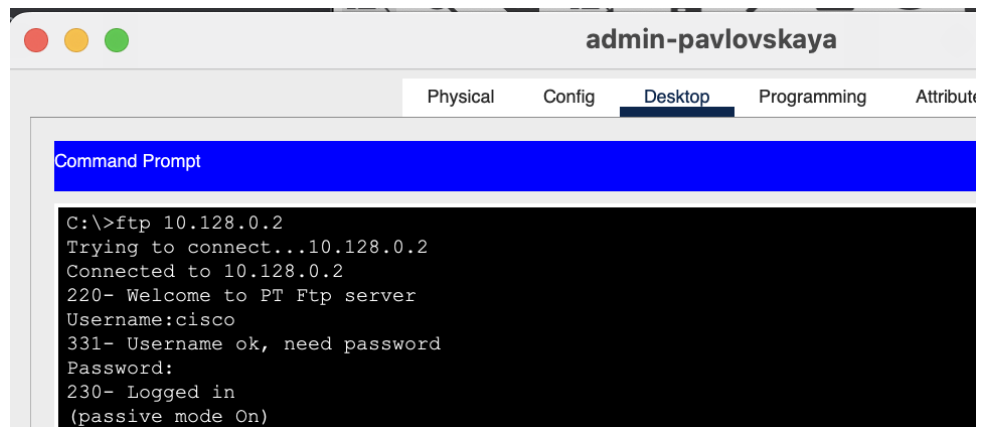 admin-pavlovskaya
Physical Config Desktop Programming Attribute
Command Prompt
C:\>ftp 10.128.0.2
Trying to connect...10.128.0.2
Connected to 10.128.0.2
220- Welcome to PT Ftp server
Username:cisco
331- Username ok, need password
Password:
230- Logged in
(passive mode On)